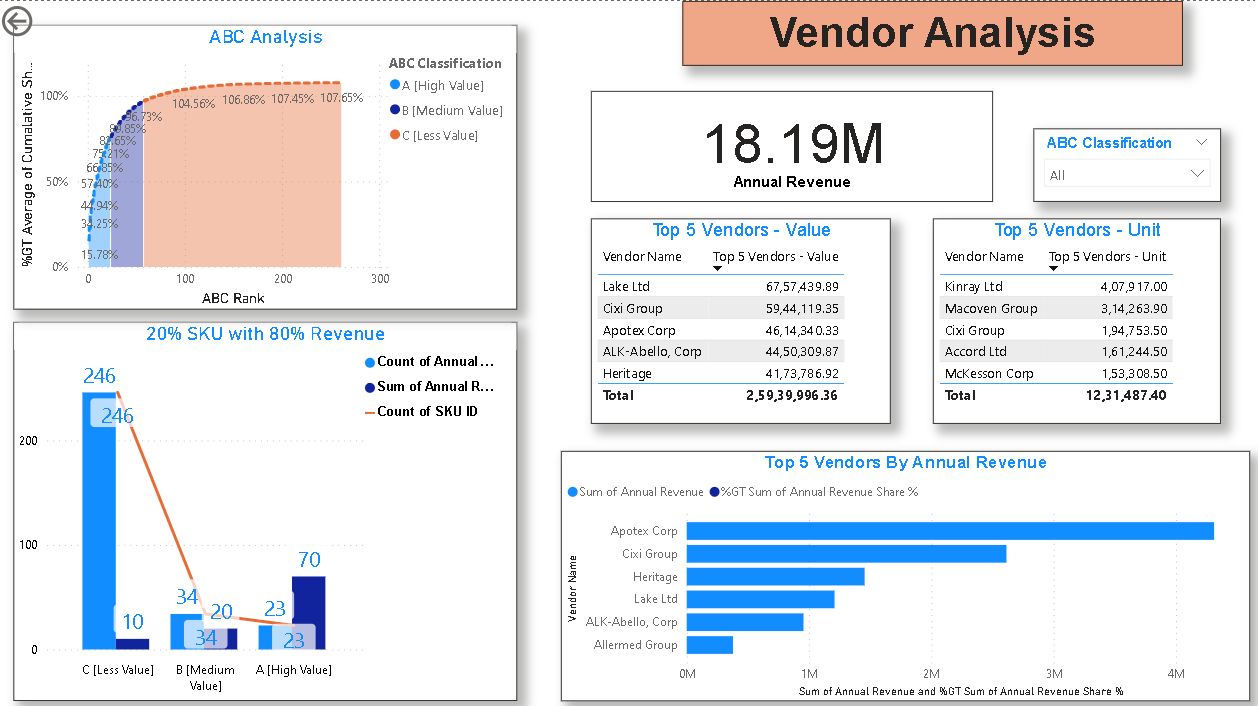 Vendor Analysis
ABC Analysis
ABC Classification
A [High Value]
B [Medium Value]
C [Less Value]
%GT Average of Cumalative Sh...
100%
50%
0%
104.56%
106.86%
107.45%
107.65%
96.73%
89.85%
82.65%
75.21%
66.85%
57.40%
44.94%
34.25%
15.78%
0
100
200
300
ABC Rank
18.19M
Annual Revenue
ABC Classification
All
Top 5 Vendors - Value
Vendor Name Top 5 Vendors - Value
Lake Ltd 67,57,439.89
Cixi Group 59,44,119.35
Apotex Corp 46,14,340.33
ALK-Abello, Corp 44,50,309.87
Heritage 41,73,786.92
Total 2,59,39,996.36
Top 5 Vendors - Unit
Vendor Name Top 5 Vendors - Unit
Kinray Ltd 4,07,917.00
Macoven Group 3,14,263.90
Cixi Group 1,94,753.50
Accord Ltd 1,61,244.50
McKesson Corp 1,53,308.50
Total 12,31,487.40
20% SKU with 80% Revenue
Count of Annual ...
Sum of Annual R...
Count of SKU ID
200
100
0
246
246
10
34
34
20
23
23
70
C [Less Value]
B [Medium
Value]
A [High Value]
Top 5 Vendors By Annual Revenue
Sum of Annual Revenue %GT Sum of Annual Revenue Share %
Vendor Name
Apotex Corp
Cixi Group
Heritage
Lake Ltd
ALK-Abello, Corp
Allermed Group
0M
1M
2M
3M
4M
Sum of Annual Revenue and %GT Sum of Annual Revenue Share %